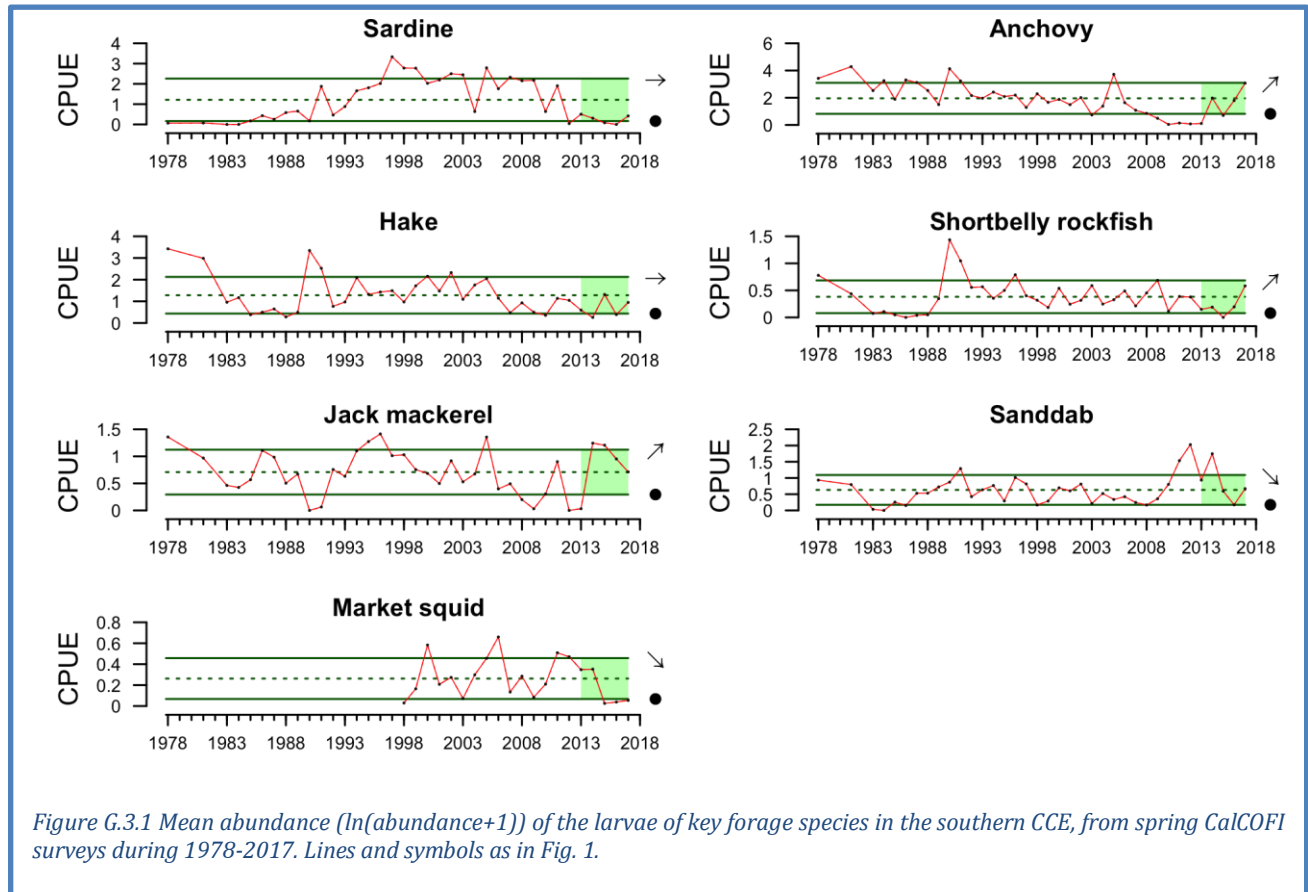 Sardine
CPUE
4
3
2
1
0
1978 1983 1988 1993 1998 2003 2008 2013 2018
Anchovy
CPUE
6
4
2
0
1978 1983 1988 1993 1998 2003 2008 2013 2018
Hake
CPUE
4
3
2
1
0
1978 1983 1988 1993 1998 2003 2008 2013 2018
Shortbelly rockfish
CPUE
1.5
1
0.5
0
1978 1983 1988 1993 1998 2003 2008 2013 2018
Jack mackerel
CPUE
1.5
1
0.5
0
1978 1983 1988 1993 1998 2003 2008 2013 2018
Sanddab
CPUE
2.5
2
1.5
1
0.5
0
1978 1983 1988 1993 1998 2003 2008 2013 2018
Market squid
CPUE
0.8
0.6
0.4
0.2
0
1978 1983 1988 1993 1998 2003 2008 2013 2018
Figure G.3.1 Mean abundance (ln(abundance+1)) of the larvae of key forage species in the southern CCE, from spring CalCOFI
surveys during 1978-2017. Lines and symbols as in Fig. 1.